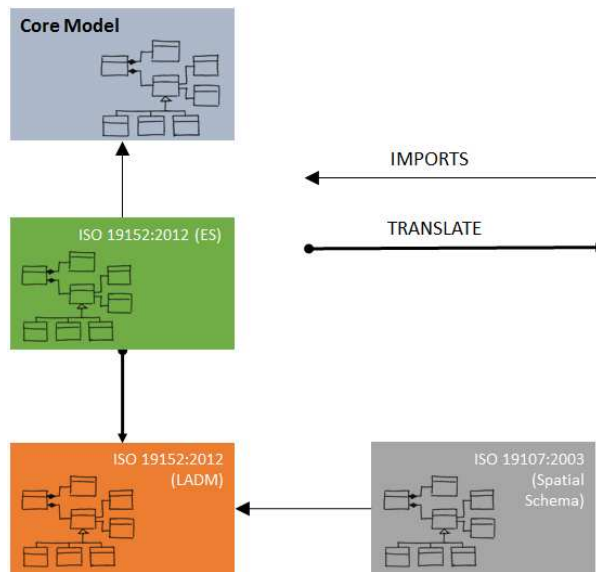 Core Model
IMPORTS
ISO 19152:2012 (ES)
TRANSLATE
ISO 19152:2012
(LADM)
ISO 19107:2003
(Spatial
Schema)